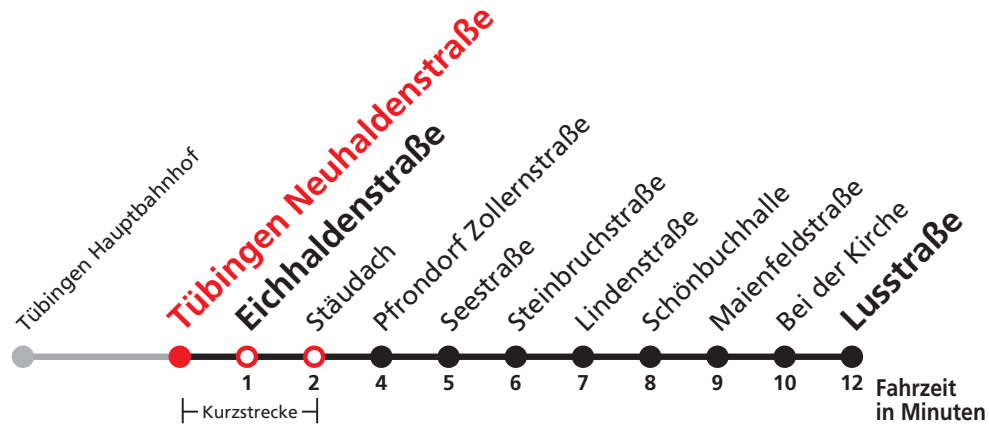 Tübingen Hauptbahnhof
Tübingen Neuhaldenstraße
Eichhaldenstraße
Stäudach
Pfrondorf Zollernstraße
Seestraße
Steinbruchstraße
Lindenstraße
Schönbuchhalle
Maienfeldstraße
Bei der Kirche
Lusstraße
1 2 4 5 6 7 8 9 10 12
Fahrzeit
in Minuten
Kurzstrecke